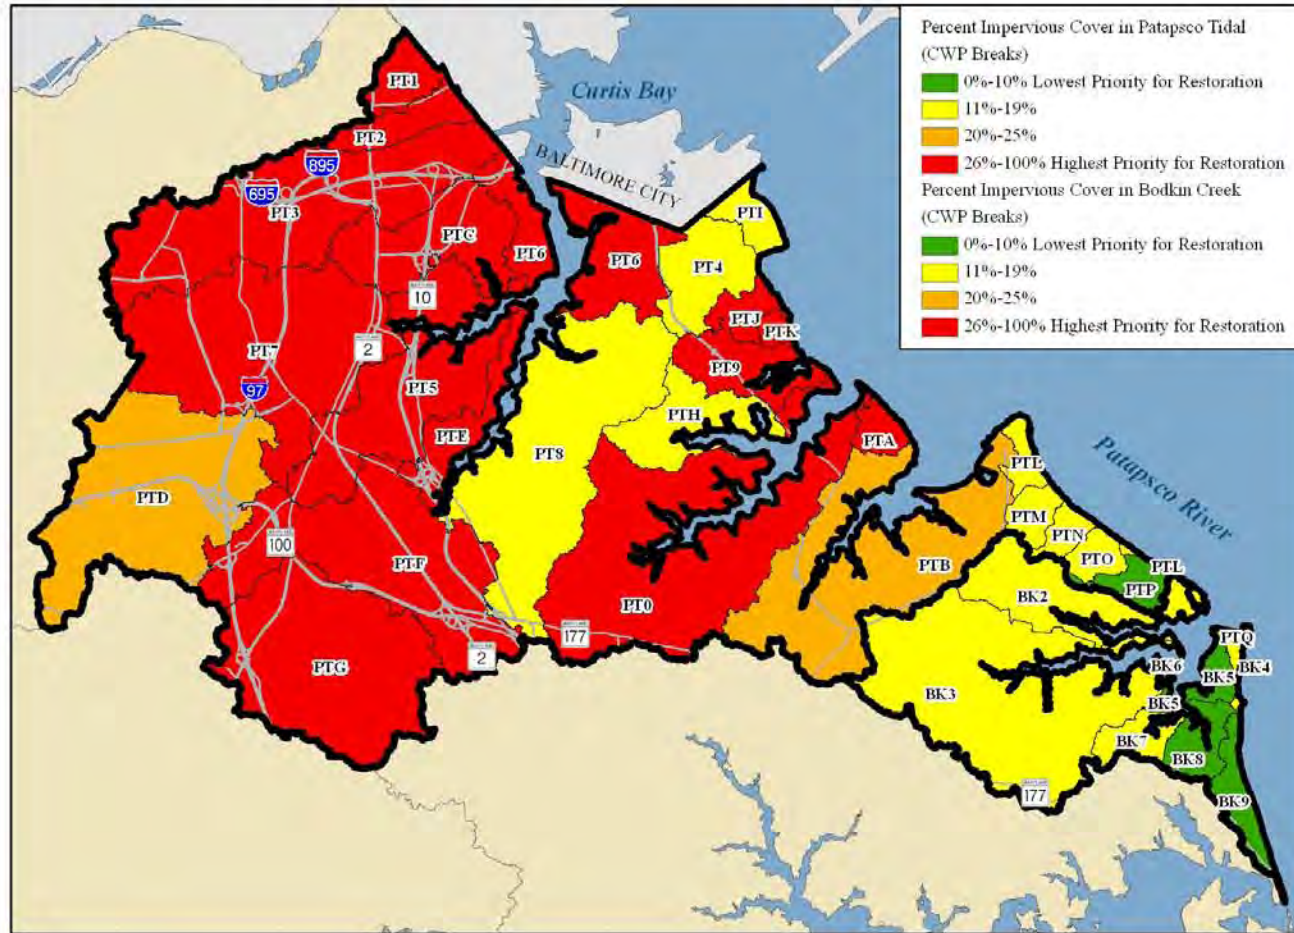 Percent Impervious Cover in Patapsco Tidal
(CWP Breaks)
0%-10% Lowest Priority for Restoration
11%-19%
20%-25%
26%-100% Highest Priority for Restoration
Percent Impervious Cover in Bodkin Creek
(CWP Breaks)
0%-10% Lowest Priority for Restoration
11%-19%
20%-25%
26%-100% Highest Priority for Restoration
PT1
Curtis Bay
PT2
BALTIMORE CITY
895
695
PT3
PTC
PT6
PT6
PTI
PT4
10
PTJ
PTK
2
PT7
PT9
97
PT5
PTE
PTH
PTA
PT8
Patapsco River
PTD
PTL
PTM
PTN
PTO
PTL
PTP
100
PTF
PTB
BK2
PT0
177
2
PTQ
PTG
BK6
BK4
BK5
BK3
BK5
BK7
BK8
177
BK9